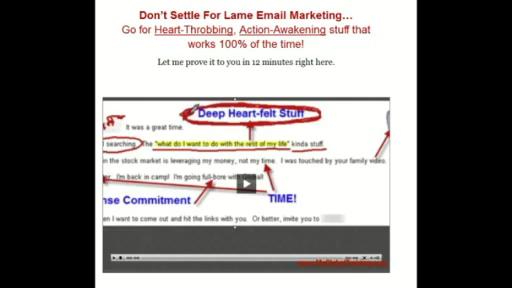 Don't Settle For Lame Email Marketing...
Go for Heart-Throbbing, Action-Awakening stuff that
works 100% of the time!
Let me prove it to you in 12 minutes right here.
Deep Heart-felt Stuff
It was a great time.
searching. The "what do I want to do with the rest of my life" kinda stuff.
in the stock market is leveraging my money, not my time. I was touched by your family video.
I'm back in camp! I'm going full-bore with
nse Commitment
TIME!
en I want to come out and hit the links with you. Or better, invite you to